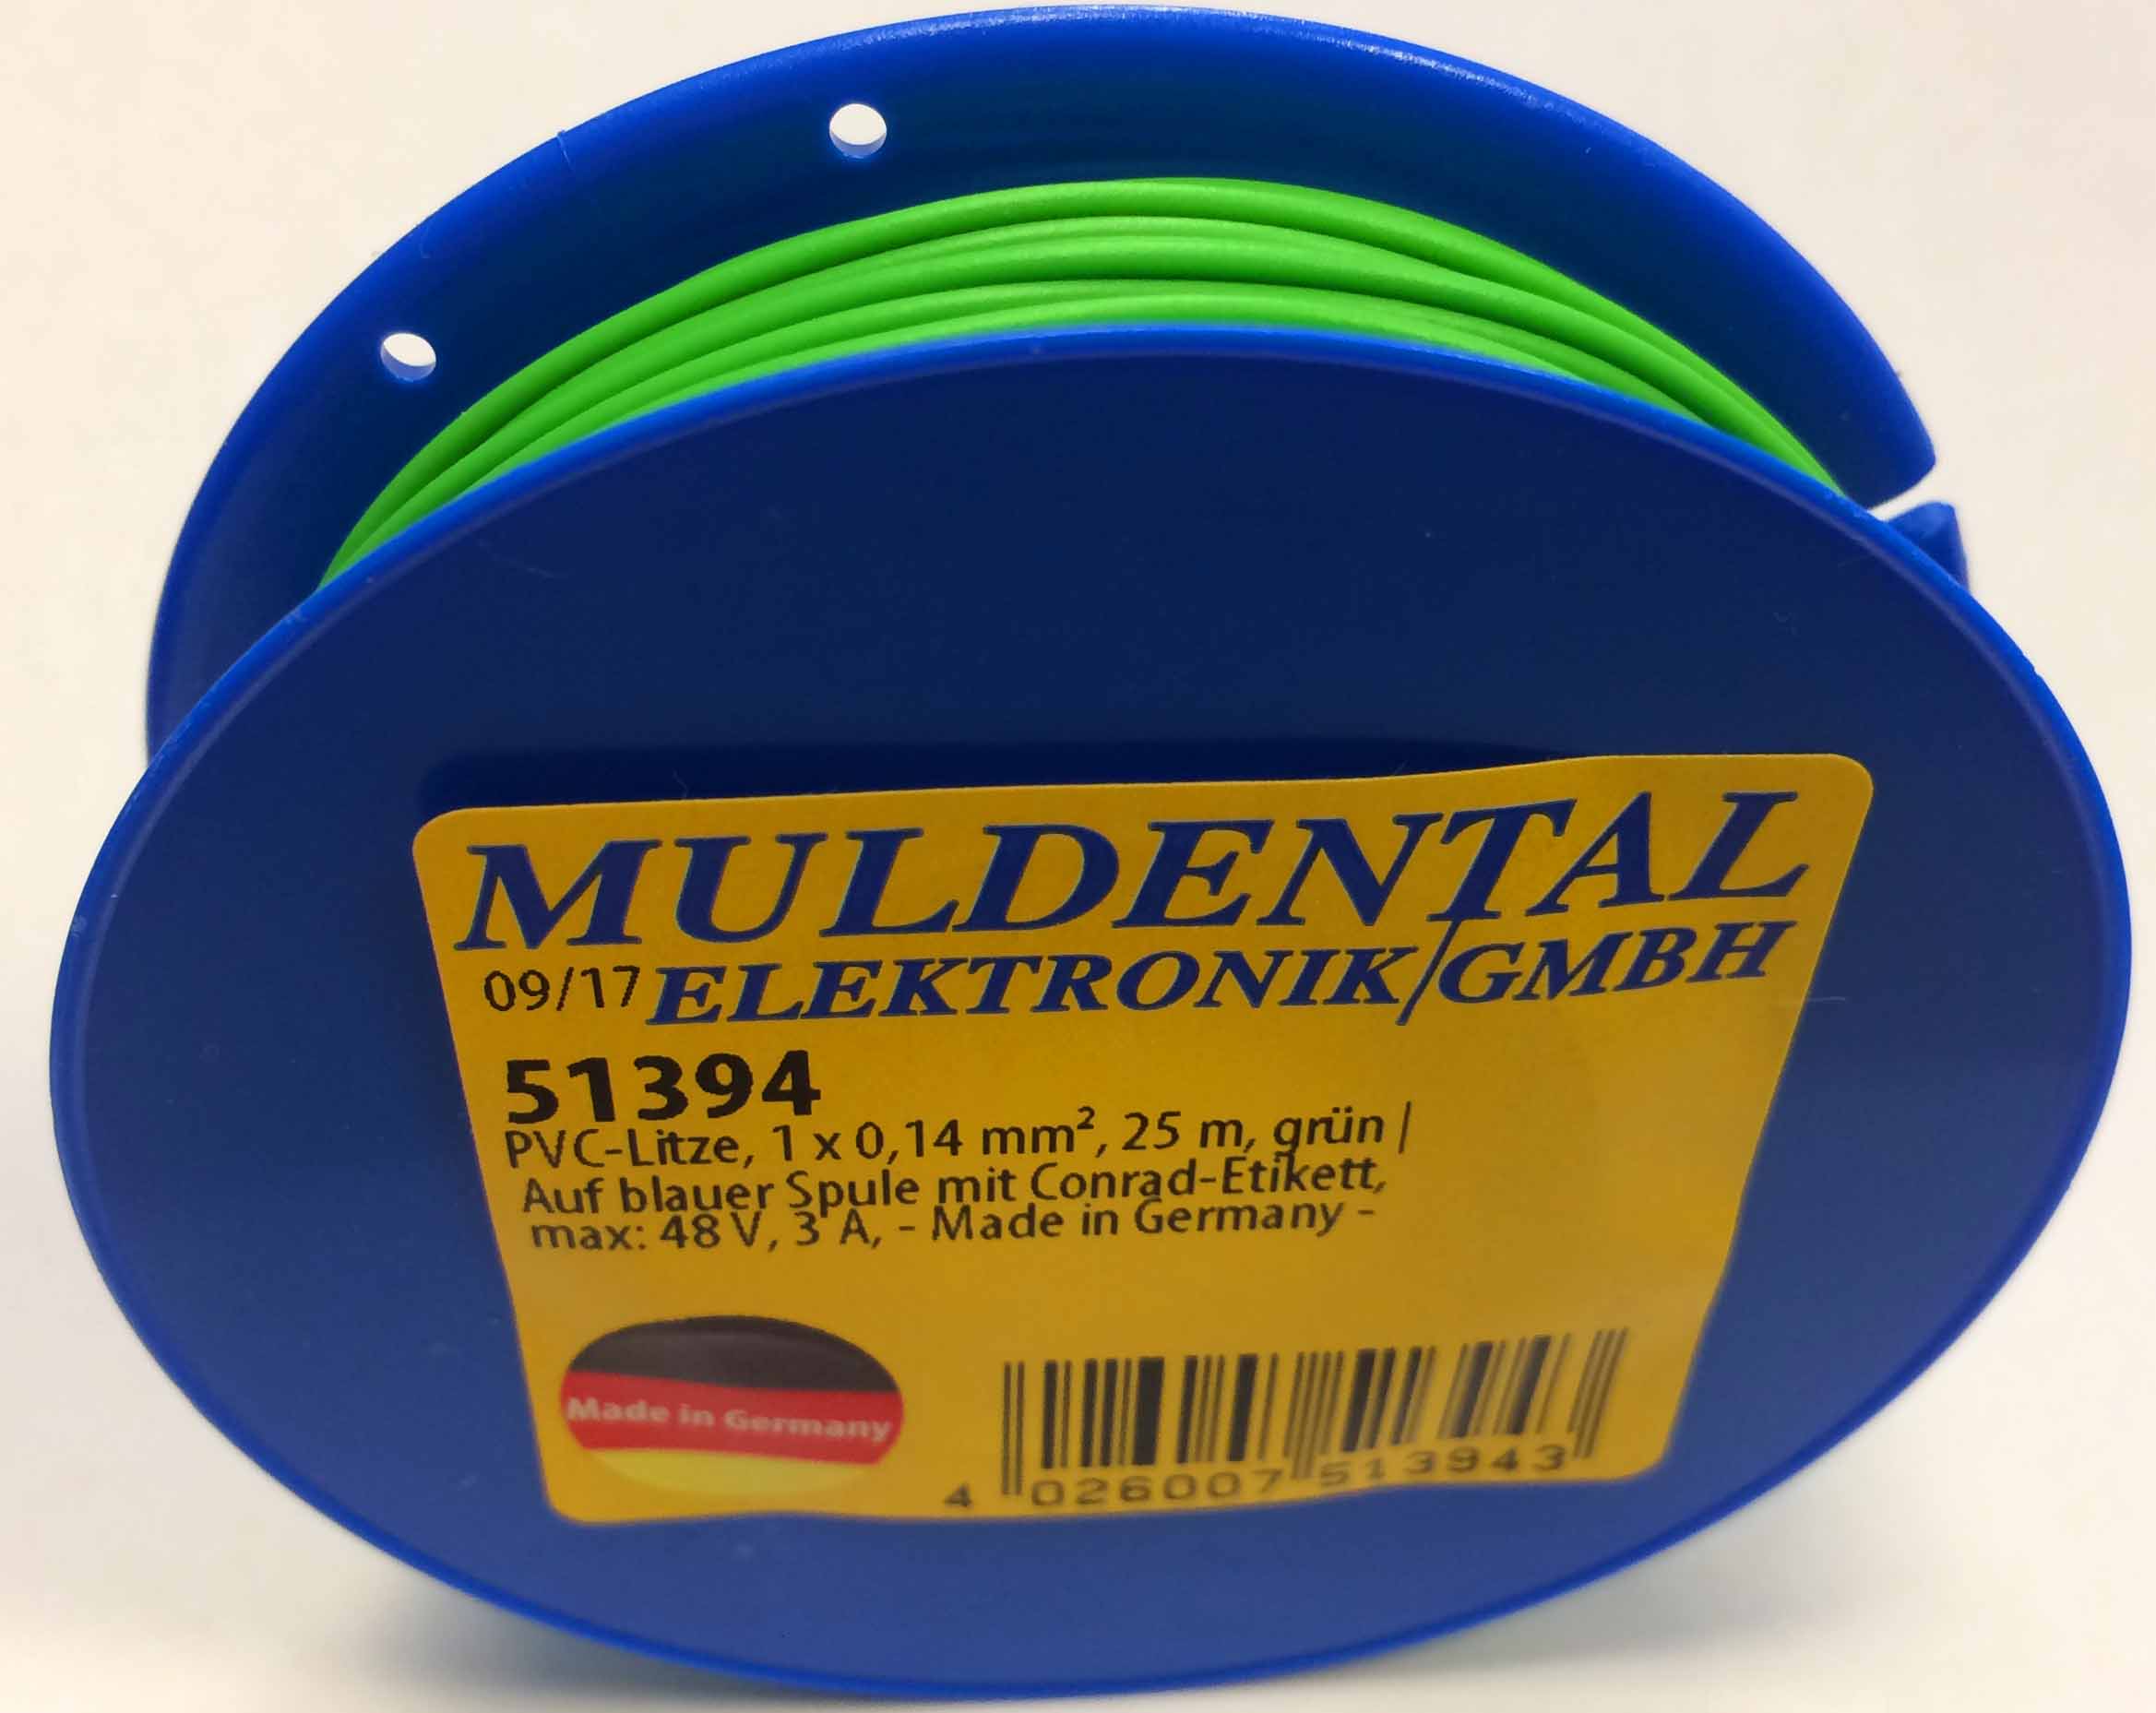 MULDENTAL
09/17 ELEKTRONIK/GMBH
51394
PVC-Litze, 1 x 0,14 mm², 25 m, grün |
Auf blauer Spule mit Conrad-Etikett,
max: 48 V, 3 A, - Made in Germany -
Made in Germany
4 026007 513943